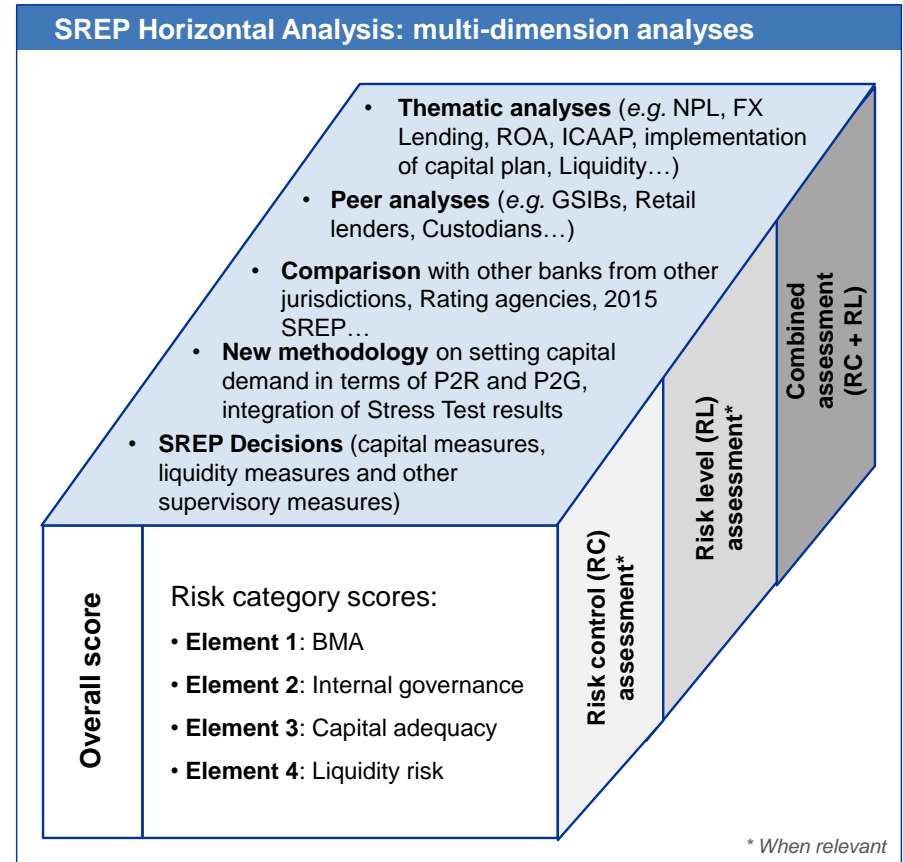 SREP Horizontal Analysis: multi-dimension analyses
• Thematic analyses (e.g. NPL, FX
Lending, ROA, ICAAP, implementation
of capital plan, Liquidity…)
• Peer analyses (e.g. GSIBs, Retail
lenders, Custodians…)
• Comparison with other banks from other
jurisdictions, Rating agencies, 2015
SREP…
• New methodology on setting capital
demand in terms of P2R and P2G,
integration of Stress Test results
• SREP Decisions (capital measures,
liquidity measures and other
supervisory measures)
Overall score
Risk category scores:
• Element 1: BMA
• Element 2: Internal governance
• Element 3: Capital adequacy
• Element 4: Liquidity risk
Risk control (RC)
assessment*
Risk level (RL)
assessment*
Combined
assessment
(RC + RL)
* When relevant